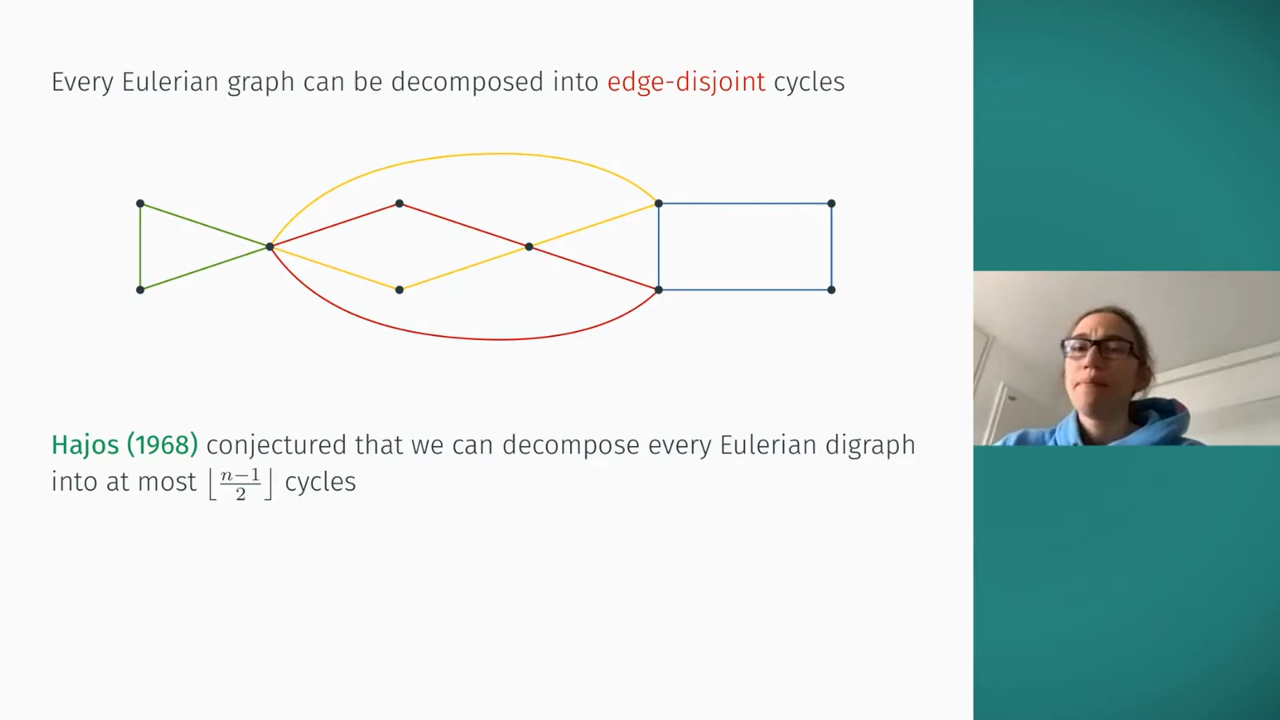 Every Eulerian graph can be decomposed into edge-disjoint cycles
Hajos (1968) conjectured that we can decompose every Eulerian digraph
into at most ⌊\frac{n−1}{2}⌋ cycles